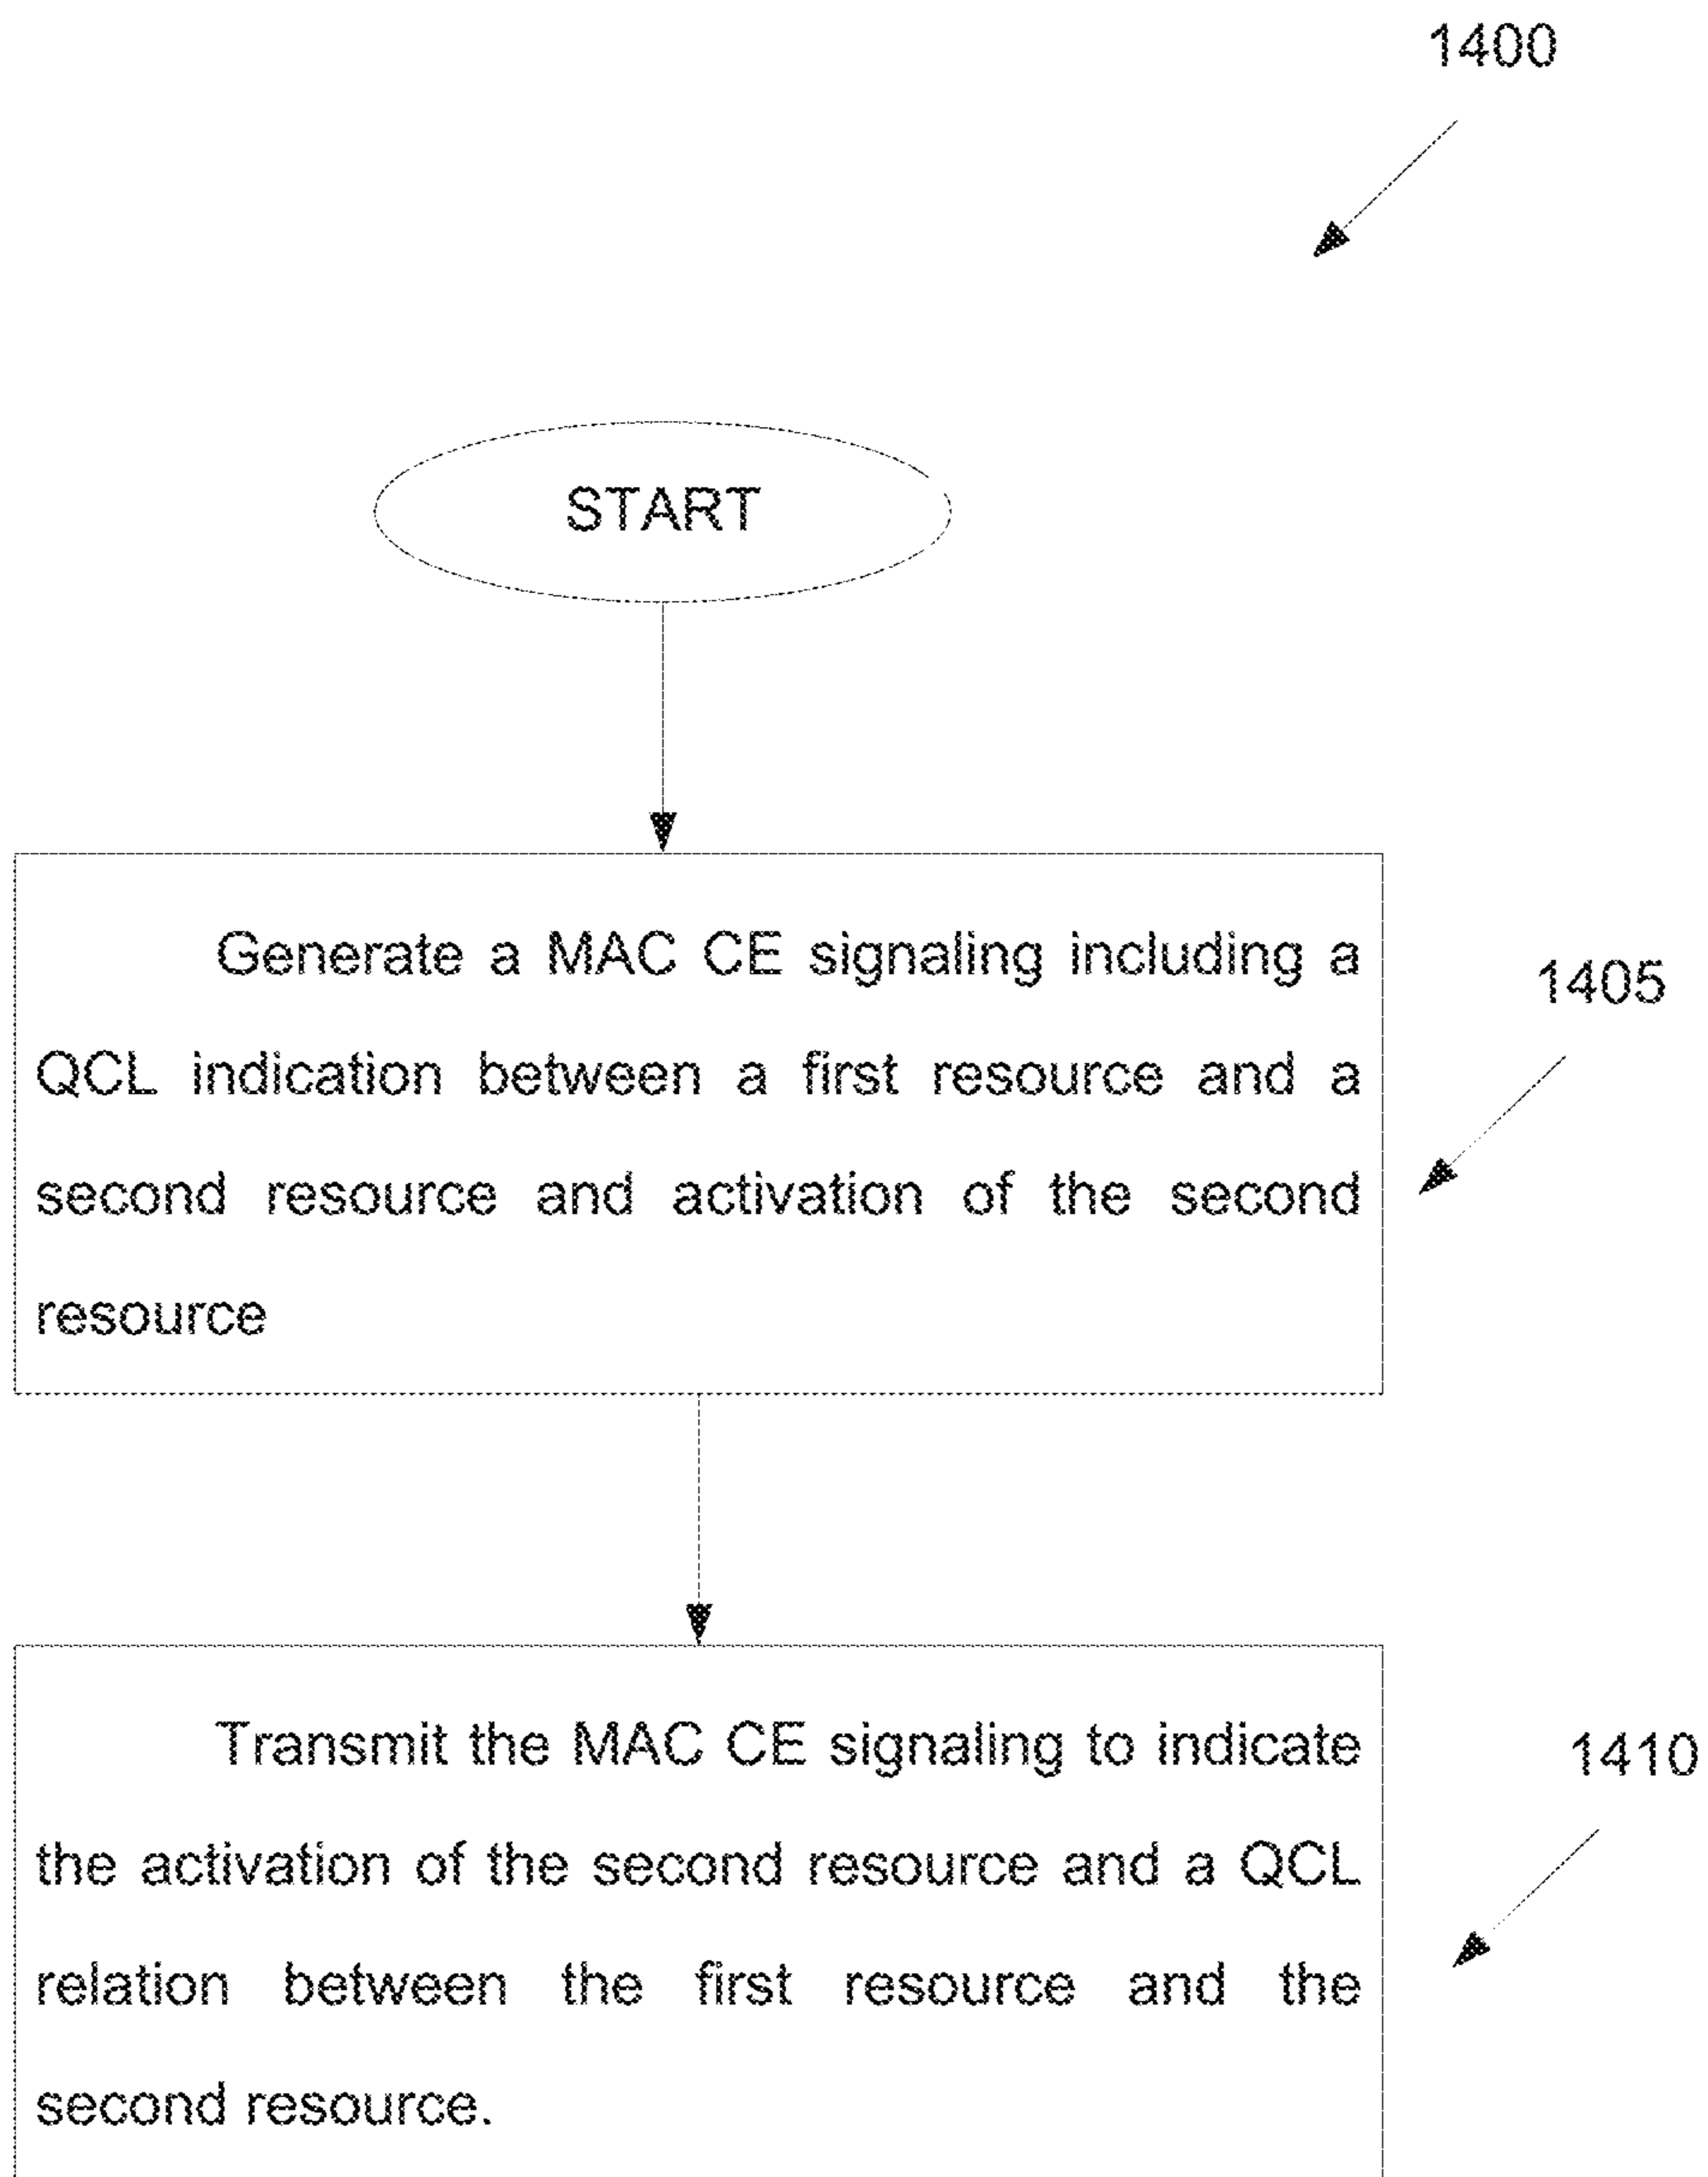 1400
START
Generate a MAC CE signaling including a
QCL indication between a first resource and a
second resource and activation of the second
resource
1405
Transmit the MAC CE signaling to indicate
the activation of the second resource and a QCL
relation between the first resource and the
second resource.
1410